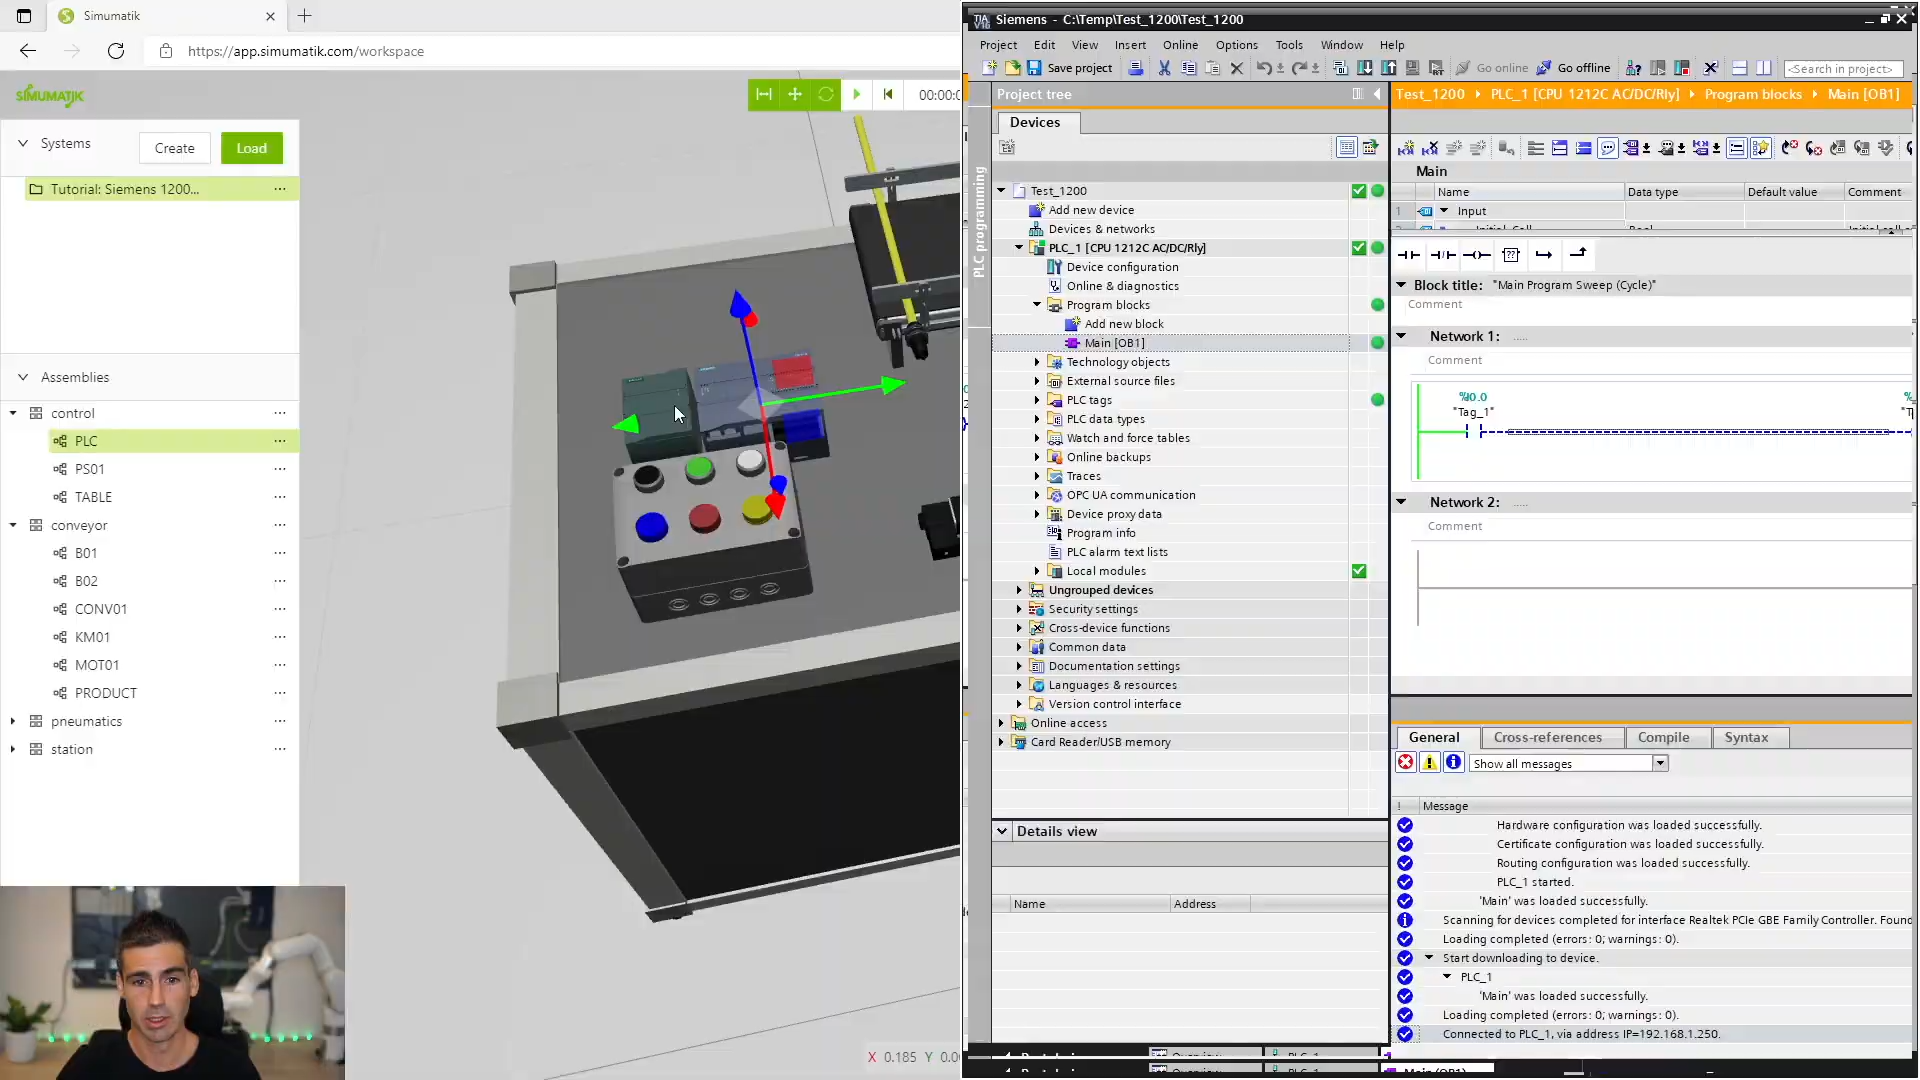 Simumatik
https://app.simumatik.com/workspace
SIMUMATIK
00:00:0
Systems
Create
Load
Tutorial: Siemens 1200...
Assemblies
control
PLC
PS01
TABLE
conveyor
B01
B02
CONV01
KM01
MOT01
PRODUCT
pneumatics
station
X 0.185 Y 0.0
Siemens - C:\Temp\Test_1200\Test_1200
Project Edit View Insert Online Options Tools Window Help
Save project
Go online
Go offline
<Search in project>
Project tree
Devices
PLC programming
Test_1200
Add new device
Devices & networks
PLC_1 [CPU 1212C AC/DC/Rly]
Device configuration
Online & diagnostics
Program blocks
Add new block
Main [OB1]
Technology objects
External source files
PLC tags
PLC data types
Watch and force tables
Online backups
Traces
OPC UA communication
Device proxy data
Program info
PLC alarm text lists
Local modules
Ungrouped devices
Security settings
Cross-device functions
Common data
Documentation settings
Languages & resources
Version control interface
Online access
Card Reader/USB memory
Details view
Name Address
Test_1200 PLC_1 [CPU 1212C AC/DC/Rly] Program blocks Main [OB1]
Main
Name Data type Default value Comment
1 Input
Block title: "Main Program Sweep (Cycle)"
Comment
Network 1: .....
Comment
%I0.0
"Tag_1"
Network 2: .....
Comment
General Cross-references Compile Syntax
Show all messages
! Message
Hardware configuration was loaded successfully.
Certificate configuration was loaded successfully.
Routing configuration was loaded successfully.
PLC_1 started.
'Main' was loaded successfully.
Scanning for devices completed for interface Realtek PCIe GBE Family Controller. Found
Loading completed (errors: 0; warnings: 0).
Start downloading to device.
PLC_1
'Main' was loaded successfully.
Loading completed (errors: 0; warnings: 0).
Connected to PLC_1, via address IP=192.168.1.250.